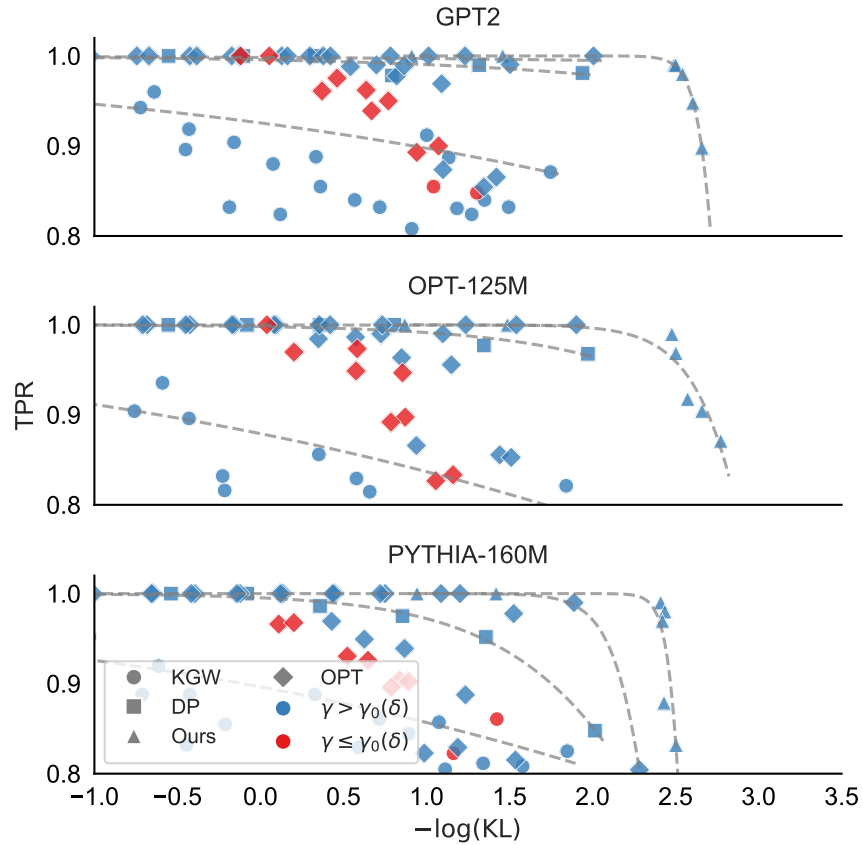 GPT2
1.0
0.9
0.8
OPT-125M
1.0
0.9
0.8
TPR
PYTHIA-160M
1.0
0.9
0.8
KGW
DP
Ours
OPT
γ > γ₀(δ)
γ ≤ γ₀(δ)
−1.0 −0.5 0.0 0.5 1.0 1.5 2.0 2.5 3.0 3.5
−log(KL)